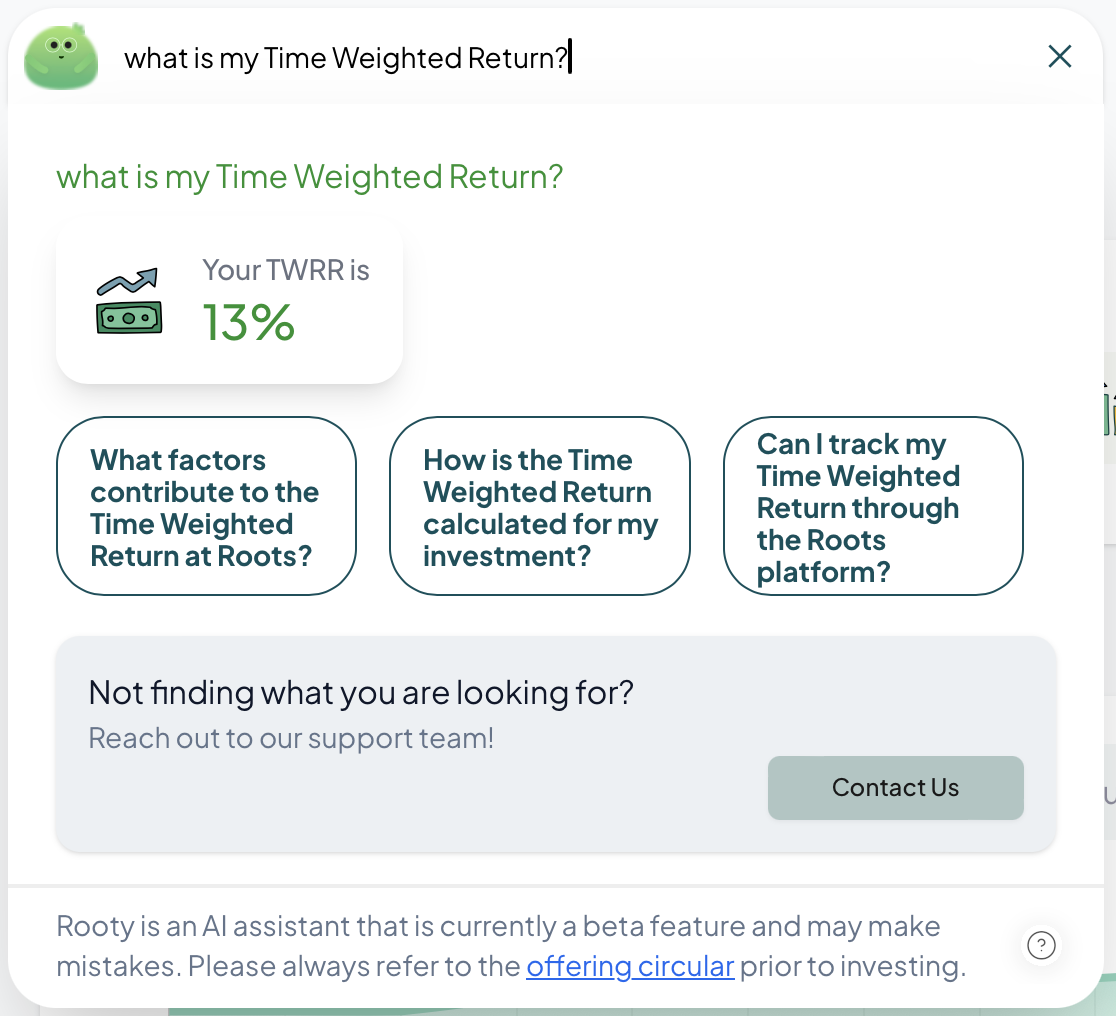 what is my Time Weighted Return?
what is my Time Weighted Return?
Your TWRR is
13%
What factors
contribute to the
Time Weighted
Return at Roots?
How is the Time
Weighted Return
calculated for my
investment?
Can I track my
Time Weighted
Return through
the Roots
platform?
Not finding what you are looking for?
Reach out to our support team!
Contact Us
Rooty is an AI assistant that is currently a beta feature and may make
mistakes. Please always refer to the offering circular prior to investing.
?